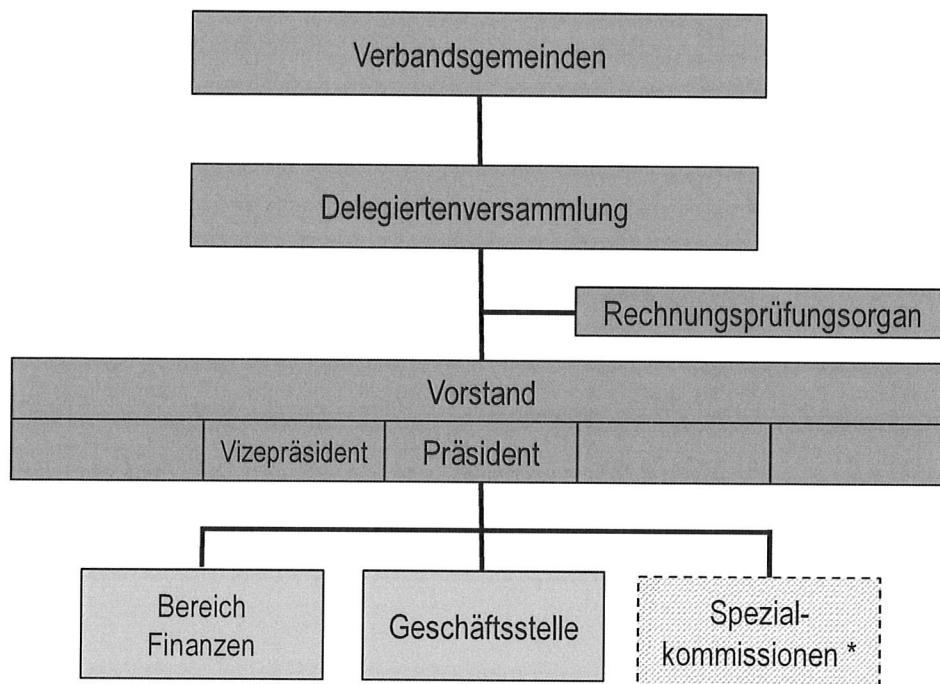 Verbandsgemeinden
Delegiertenversammlung
Rechnungsprüfungsorgan
Vorstand
Vizepräsident
Präsident
Bereich
Finanzen
Geschäftsstelle
Spezial-
kommissionen *